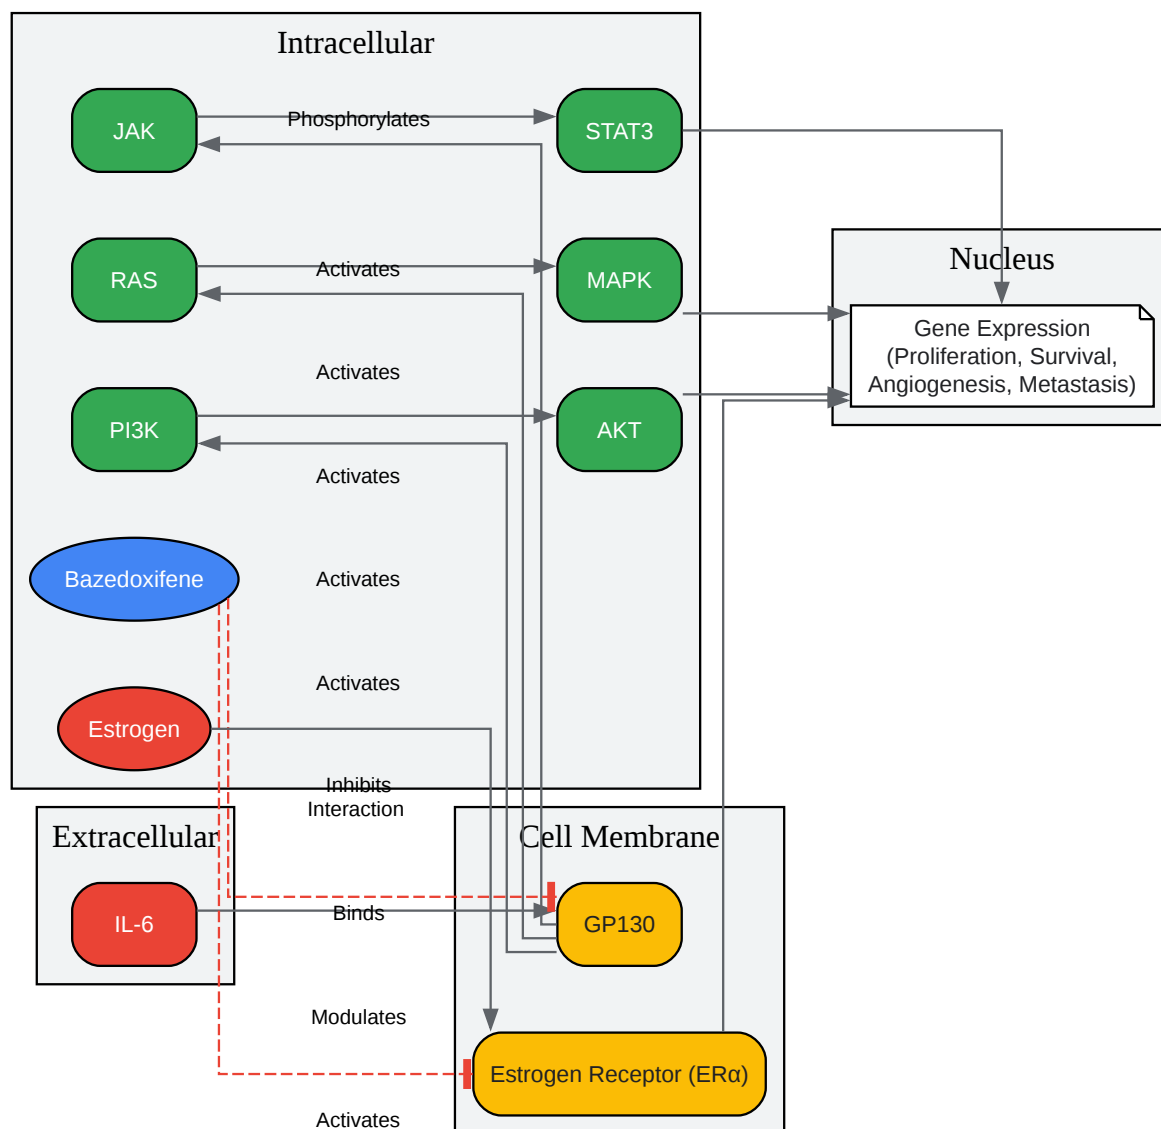 Intracellular
JAK
Phosphorylates
STAT3
RAS
Activates
MAPK
Nucleus
Gene Expression
(Proliferation, Survival,
Angiogenesis, Metastasis)
Activates
PI3K
AKT
Activates
Bazedoxifene
Activates
Activates
Estrogen
Inhibits
Interaction
Extracellular
Cell Membrane
IL-6
Binds
GP130
Modulates
Estrogen Receptor (ERα)
Activates